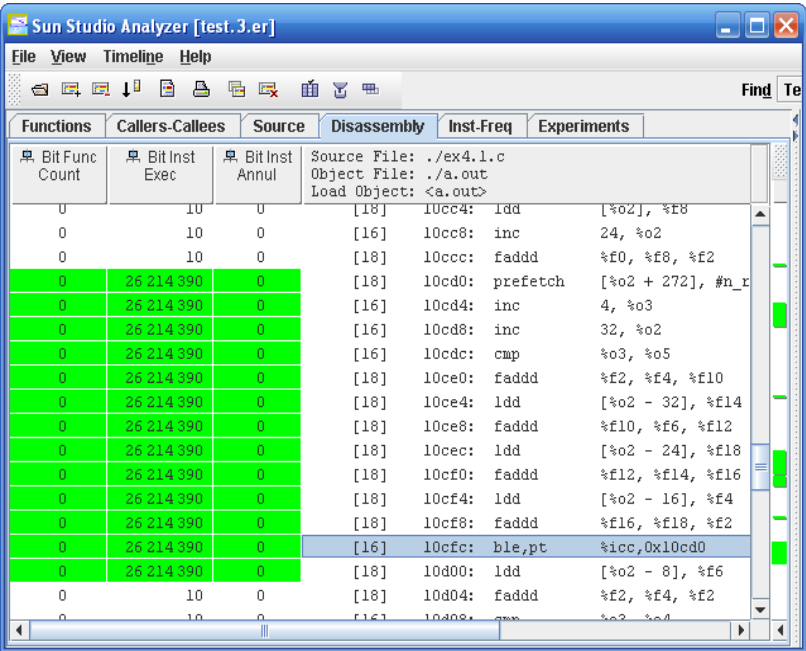 Sun Studio Analyzer [test.3.er]
File View Timeline Help
Find Te
Functions Callers-Callees Source Disassembly Inst-Freq Experiments
Bit Func Count Bit Inst Exec Bit Inst Annul
Source File: ./ex4.1.c
Object File: ./a.out
Load Object: <a.out>
0 10 0 [18] 10cc4: ldd [%o2], %f8
0 10 0 [16] 10cc8: inc 24, %o2
0 10 0 [18] 10ccc: faddd %f0, %f8, %f2
0 26 214 390 0 [18] 10cd0: prefetch [%o2 + 272], #n_r
0 26 214 390 0 [16] 10cd4: inc 4, %o3
0 26 214 390 0 [16] 10cd8: inc 32, %o2
0 26 214 390 0 [16] 10cdc: cmp %o3, %o5
0 26 214 390 0 [18] 10ce0: faddd %f2, %f4, %f10
0 26 214 390 0 [18] 10ce4: ldd [%o2 - 32], %f14
0 26 214 390 0 [18] 10ce8: faddd %f10, %f6, %f12
0 26 214 390 0 [18] 10cec: ldd [%o2 - 24], %f18
0 26 214 390 0 [18] 10cf0: faddd %f12, %f14, %f16
0 26 214 390 0 [18] 10cf4: ldd [%o2 - 16], %f4
0 26 214 390 0 [18] 10cf8: faddd %f16, %f18, %f2
0 26 214 390 0 [16] 10cfc: ble,pt %icc,0x10cd0
0 26 214 390 0 [18] 10d00: ldd [%o2 - 8], %f6
0 10 0 [18] 10d04: faddd %f2, %f4, %f2
0 10 0 [16] 10d08: cmp %o3, %o4